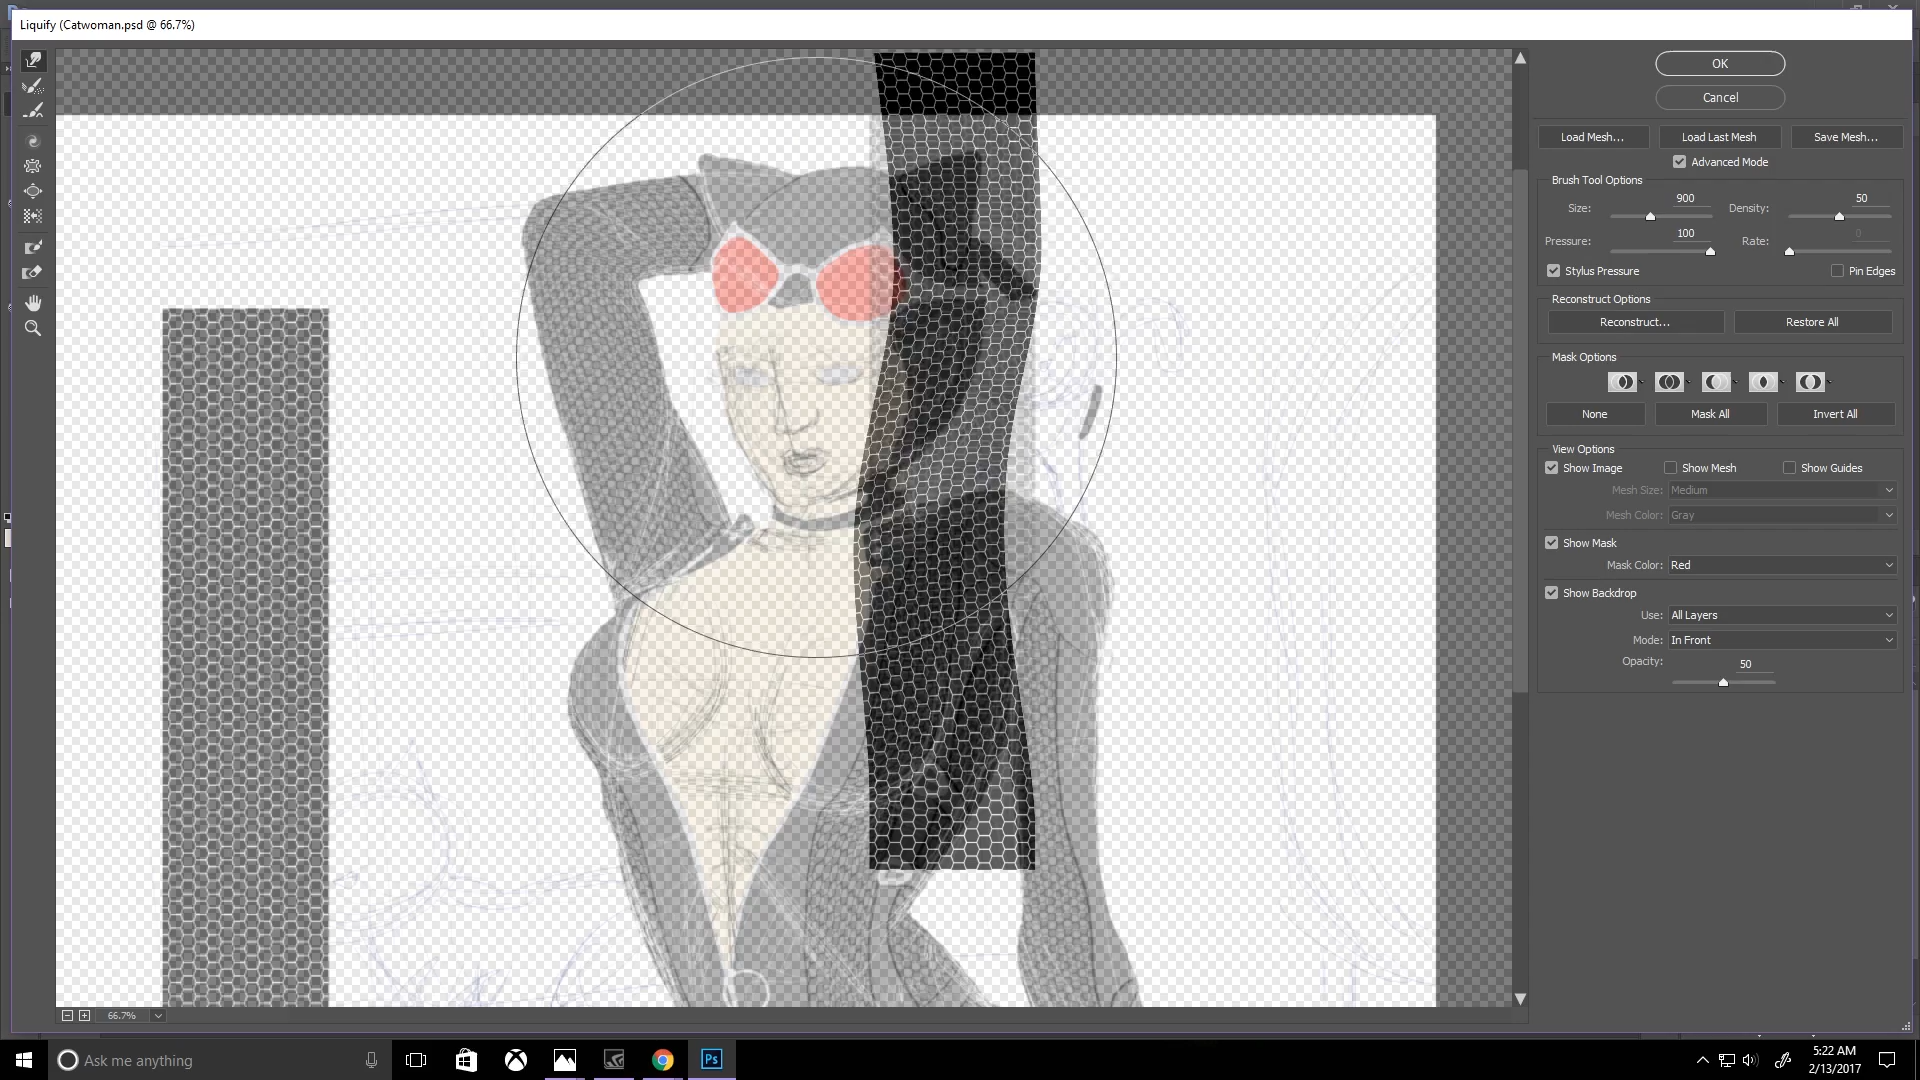 Liquify (Catwoman.psd @ 66.7%)
OK
Cancel
Load Mesh...
Load Last Mesh
Save Mesh...
Advanced Mode
Brush Tool Options
Size: 900
Density: 50
Pressure: 100
Rate: 0
Stylus Pressure
Pin Edges
Reconstruct Options
Reconstruct...
Restore All
Mask Options
None
Mask All
Invert All
View Options
Show Image
Show Mesh
Show Guides
Mesh Size: Medium
Mesh Color: Gray
Show Mask
Mask Color: Red
Show Backdrop
Use: All Layers
Mode: In Front
Opacity: 50
66.7%
Ask me anything
Ps
5:22 AM
2/13/2017